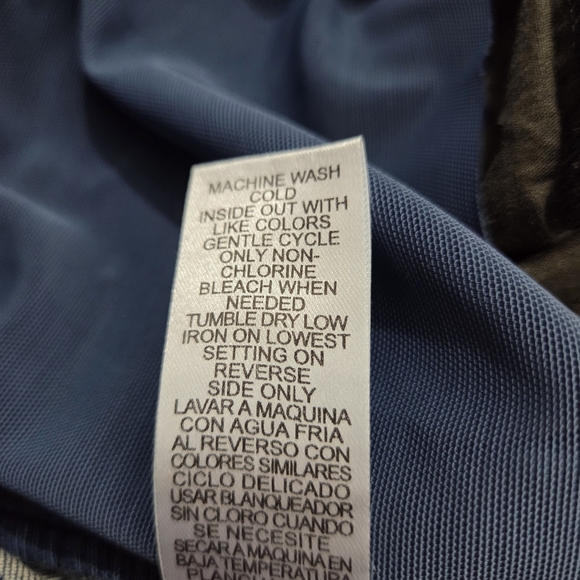 MACHINE WASH
COLD
INSIDE OUT WITH
LIKE COLORS
GENTLE CYCLE
ONLY NON-
CHLORINE
BLEACH WHEN
NEEDED
TUMBLE DRY LOW
IRON ON LOWEST
SETTING ON
REVERSE
SIDE ONLY
LAVAR A MAQUINA
CON AGUA FRIA
AL REVERSO CON
COLORES SIMILARES
CICLO DELICADO
USAR BLANQUEADOR
SIN CLORO CUANDO
SE NECESITE
SECAR A MAQUINA EN
BAJA TEMPERATURA